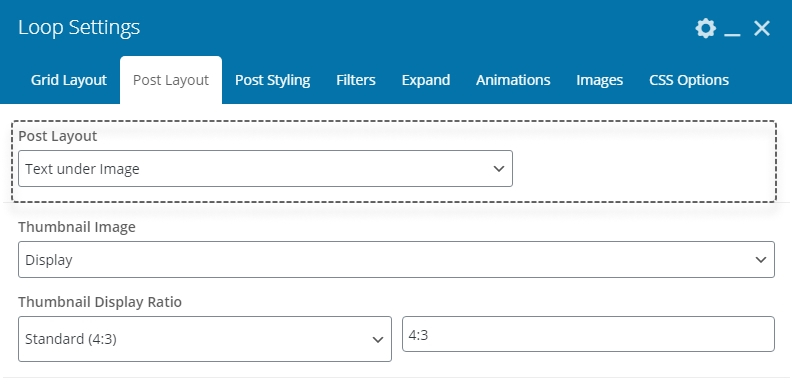 Loop Settings
Grid Layout Post Layout Post Styling Filters Expand Animations Images CSS Options
Post Layout
Text under Image
Thumbnail Image
Display
Thumbnail Display Ratio
Standard (4:3) 4:3